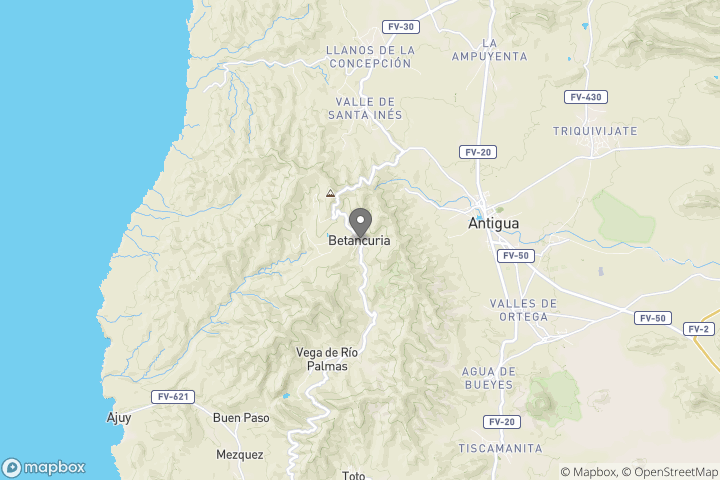 FV-30
LLANOS DE LA
CONCEPCIÓN
LA
AMPUYENTA
VALLE DE
SANTA INÉS
FV-430
TRIQUIVIJATE
FV-20
Antigua
Betancuria
FV-50
VALLES DE
ORTEGA
FV-50
FV-2
Vega de Río
Palmas
AGUA DE
BUEYES
FV-621
Ajuy
Buen Paso
FV-20
Mezquez
TISCAMANITA
Toto
mapbox
© Mapbox, © OpenStreetMap